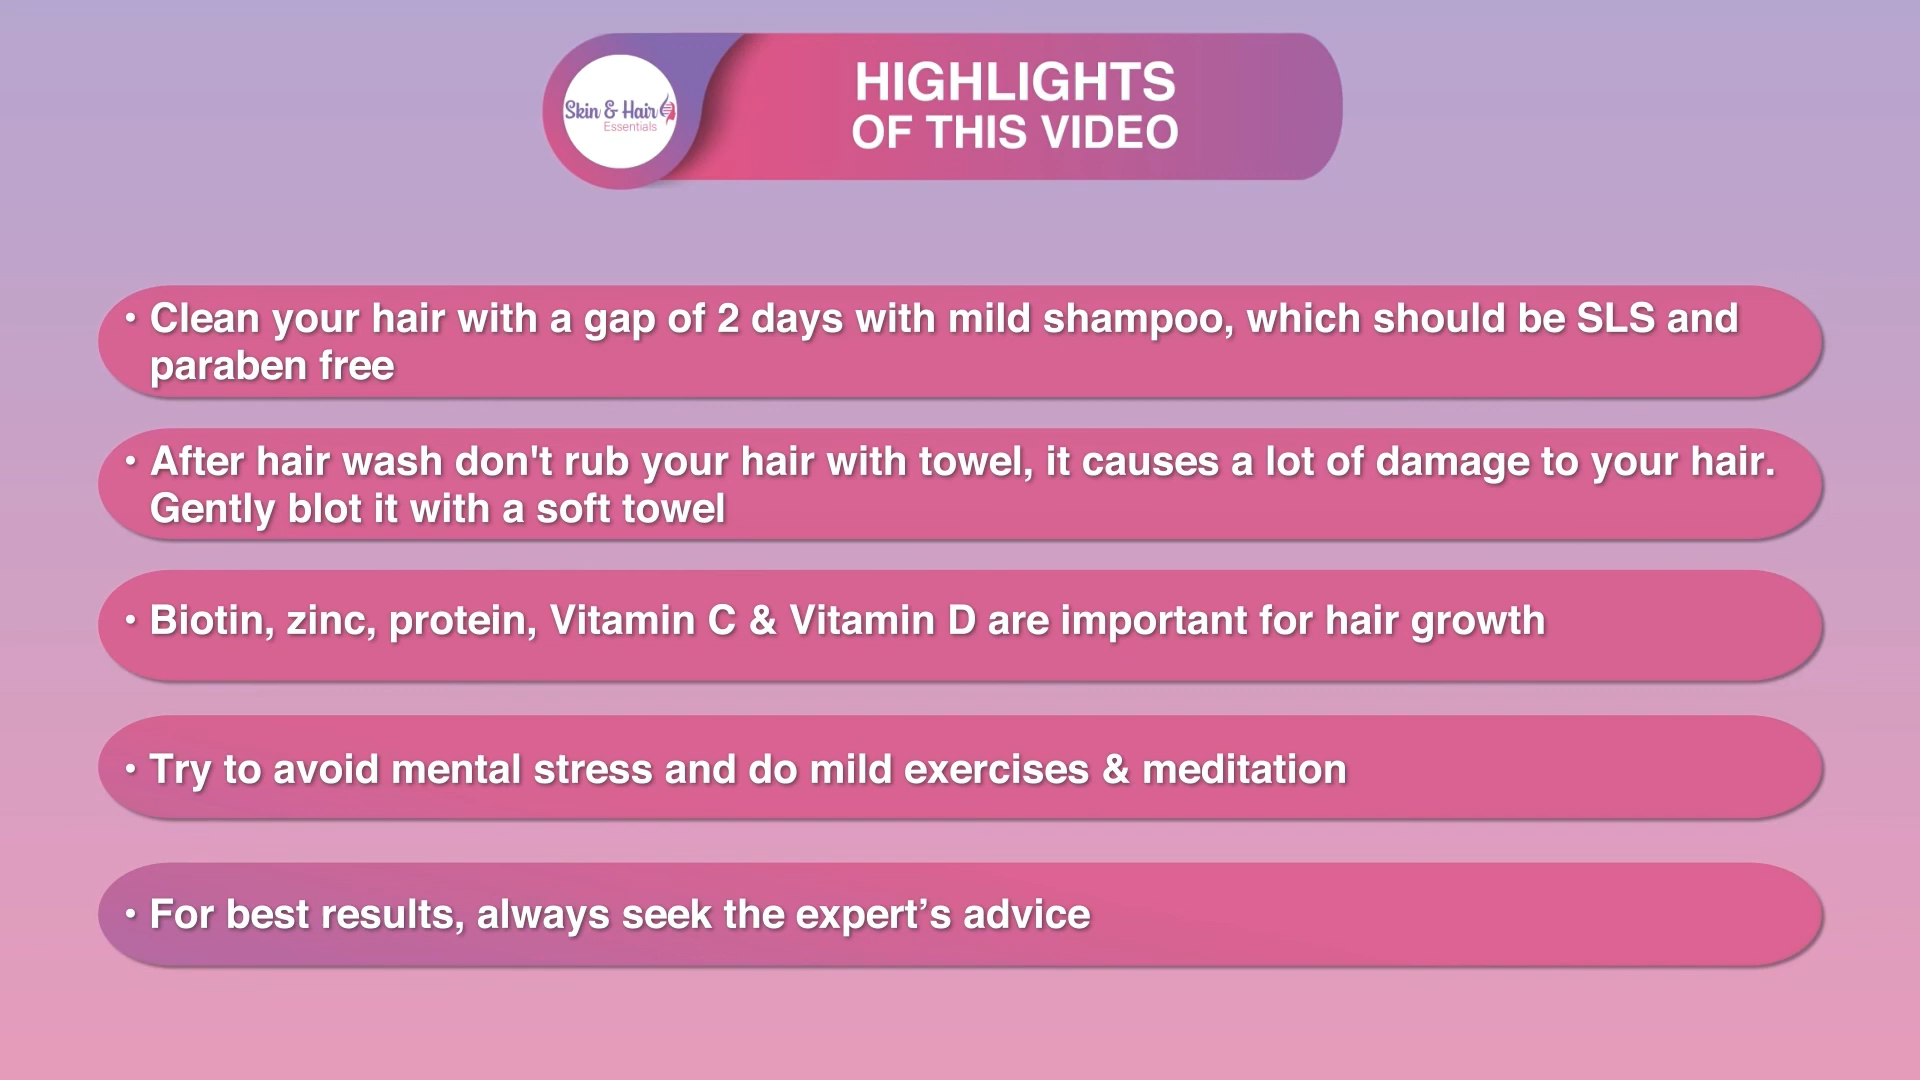 Skin & Hair
Essentials
HIGHLIGHTS
OF THIS VIDEO
• Clean your hair with a gap of 2 days with mild shampoo, which should be SLS and
paraben free
• After hair wash don't rub your hair with towel, it causes a lot of damage to your hair.
Gently blot it with a soft towel
• Biotin, zinc, protein, Vitamin C & Vitamin D are important for hair growth
• Try to avoid mental stress and do mild exercises & meditation
• For best results, always seek the expert’s advice